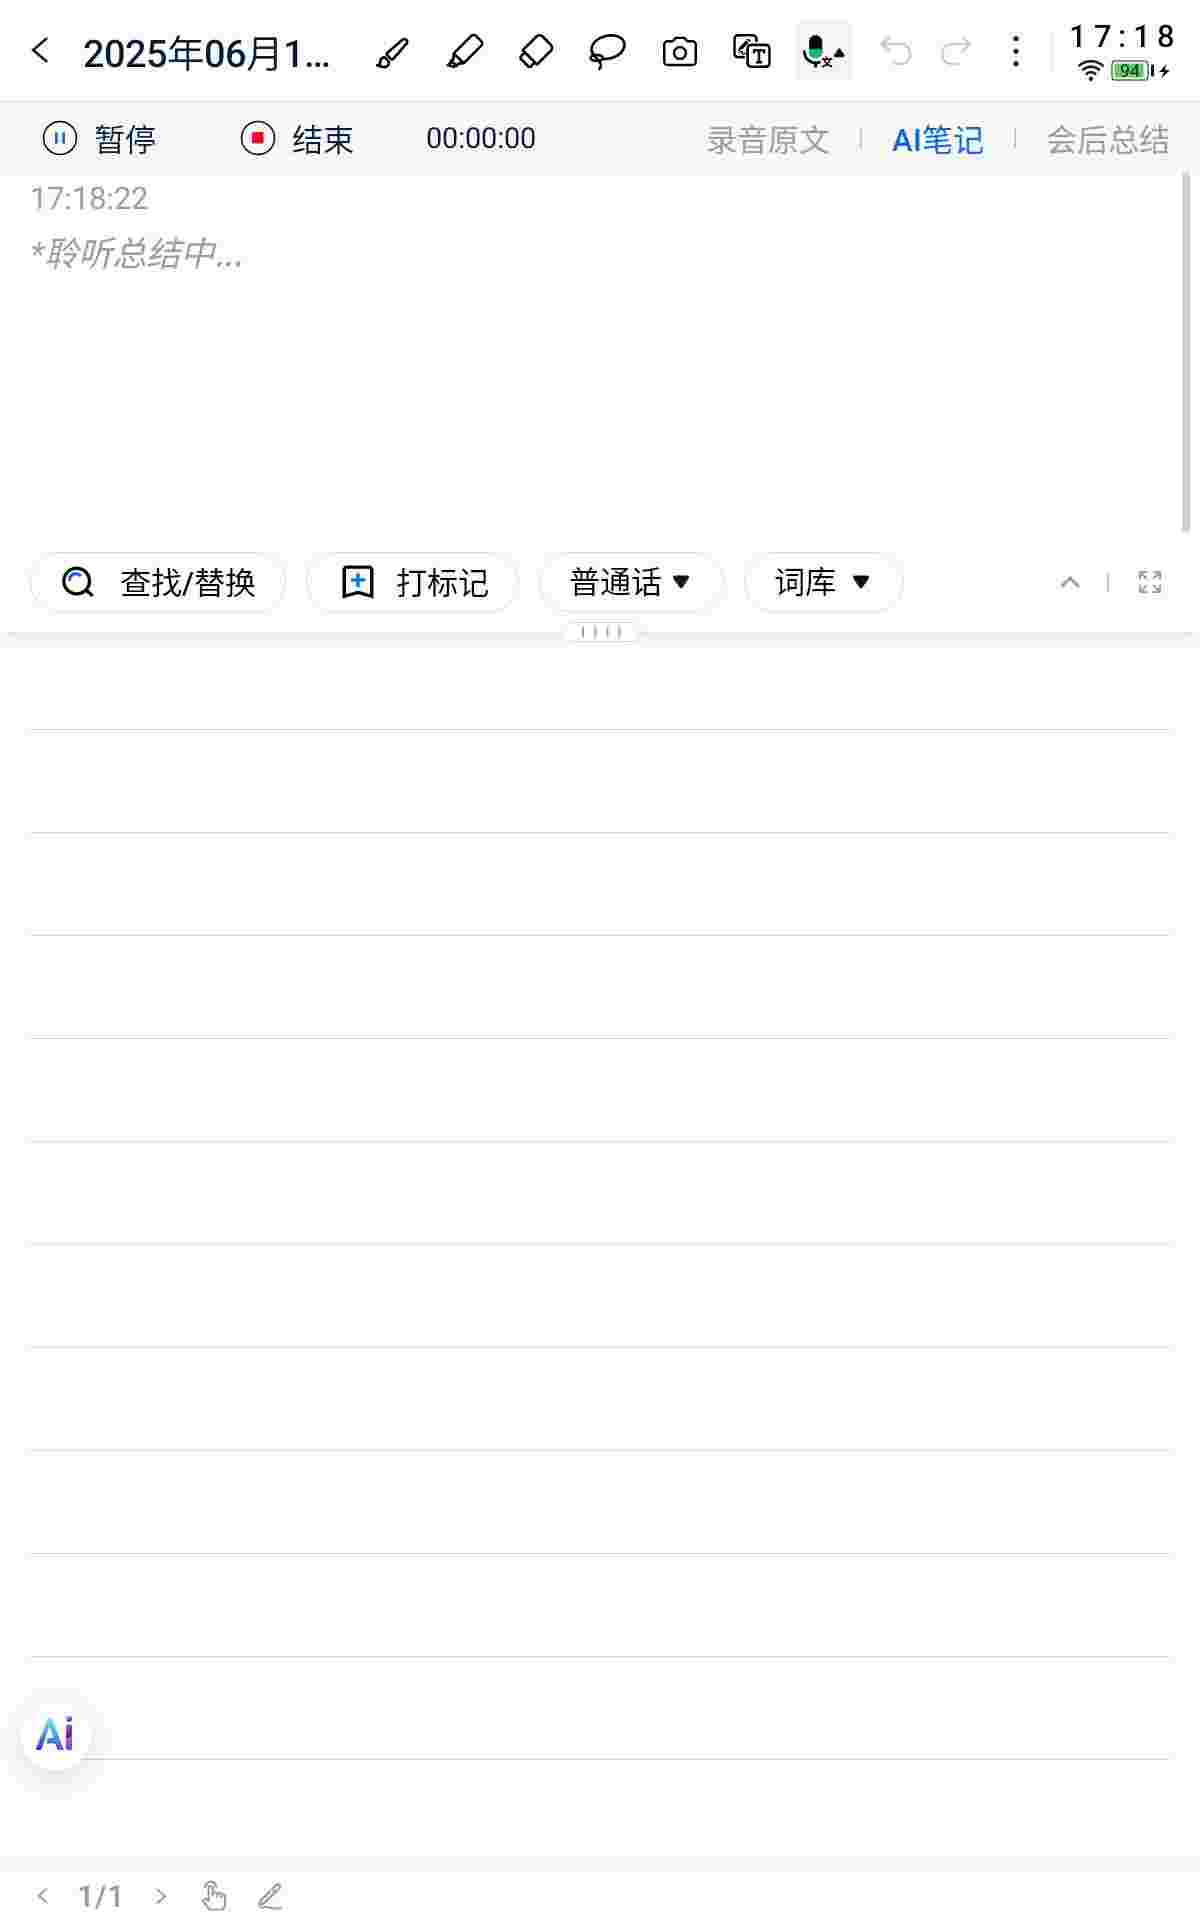 2025年06月1...
17:18
94
暂停
结束
00:00:00
录音原文
AI笔记
会后总结
17:18:22
*聆听总结中...
查找/替换
打标记
普通话
词库
Ai
1/1